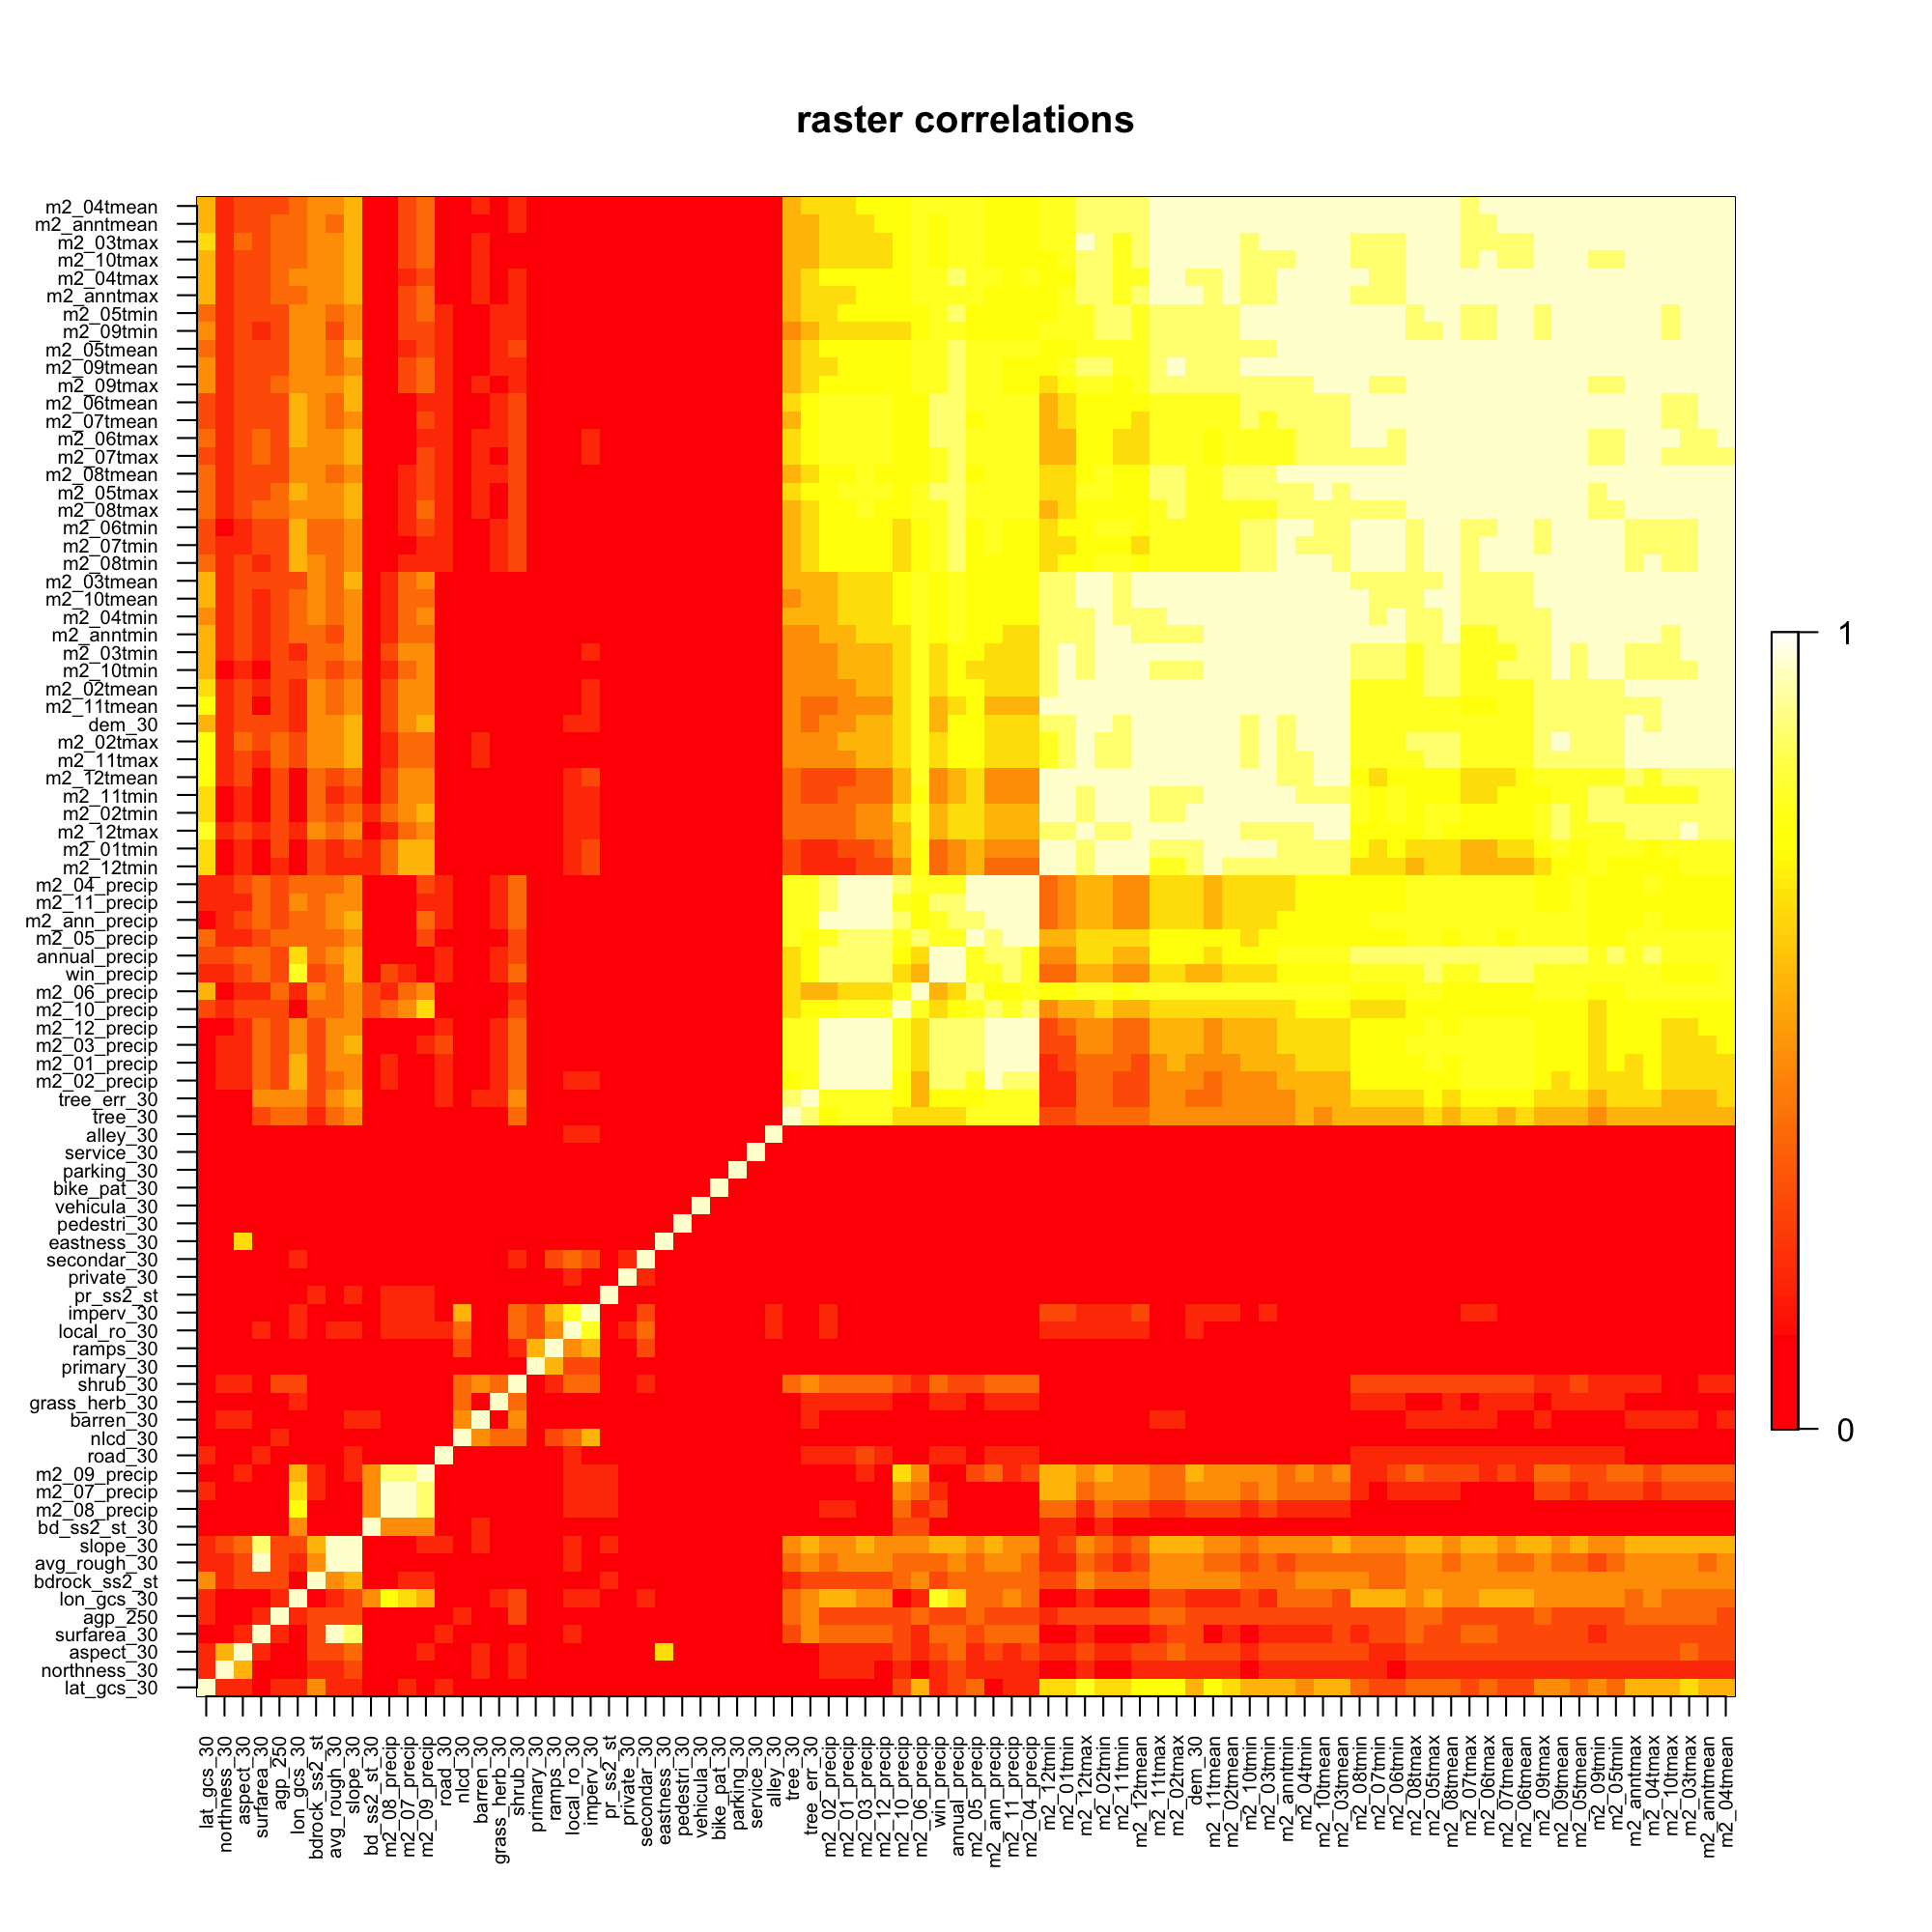 raster correlations
m2_04tmean
m2_anntmean
m2_03tmax
m2_10tmax
m2_04tmax
m2_anntmax
m2_05tmin
m2_09tmin
m2_05tmean
m2_09tmean
m2_09tmax
m2_06tmean
m2_07tmean
m2_06tmax
m2_07tmax
m2_08tmean
m2_05tmax
m2_08tmax
m2_06tmin
m2_07tmin
m2_08tmin
m2_03tmean
m2_10tmean
m2_04tmin
m2_anntmin
m2_03tmin
m2_10tmin
m2_02tmean
m2_11tmean
dem_30
m2_02tmax
m2_11tmax
m2_12tmean
m2_11tmin
m2_02tmin
m2_12tmax
m2_01tmin
m2_12tmin
m2_04_precip
m2_11_precip
m2_ann_precip
m2_05_precip
annual_precip
win_precip
m2_06_precip
m2_10_precip
m2_12_precip
m2_03_precip
m2_01_precip
m2_02_precip
tree_err_30
tree_30
alley_30
service_30
parking_30
bike_pat_30
vehicula_30
pedestri_30
eastness_30
secondar_30
private_30
pr_ss2_st
imperv_30
local_ro_30
ramps_30
primary_30
shrub_30
grass_herb_30
barren_30
nlcd_30
road_30
m2_09_precip
m2_07_precip
m2_08_precip
bd_ss2_st_30
slope_30
avg_rough_30
bdrock_ss2_st
lon_gcs_30
agp_250
surfarea_30
aspect_30
northness_30
lat_gcs_30
1
0
lat_gcs_30
northness_30
aspect_30
surfarea_30
agp_250
lon_gcs_30
bdrock_ss2_st
avg_rough_30
slope_30
bd_ss2_st_30
m2_08_precip
m2_07_precip
m2_09_precip
road_30
nlcd_30
barren_30
grass_herb_30
shrub_30
primary_30
ramps_30
local_ro_30
imperv_30
pr_ss2_st
private_30
secondar_30
eastness_30
pedestri_30
vehicula_30
bike_pat_30
parking_30
service_30
alley_30
tree_30
tree_err_30
m2_02_precip
m2_01_precip
m2_03_precip
m2_12_precip
m2_10_precip
m2_06_precip
win_precip
annual_precip
m2_05_precip
m2_ann_precip
m2_11_precip
m2_04_precip
m2_12tmin
m2_01tmin
m2_12tmax
m2_02tmin
m2_11tmin
m2_12tmean
m2_11tmax
m2_02tmax
dem_30
m2_11tmean
m2_02tmean
m2_10tmin
m2_03tmin
m2_anntmin
m2_04tmin
m2_10tmean
m2_03tmean
m2_08tmin
m2_07tmin
m2_06tmin
m2_08tmax
m2_05tmax
m2_08tmean
m2_07tmax
m2_06tmax
m2_07tmean
m2_06tmean
m2_09tmax
m2_09tmean
m2_05tmean
m2_09tmin
m2_05tmin
m2_anntmax
m2_04tmax
m2_10tmax
m2_03tmax
m2_anntmean
m2_04tmean